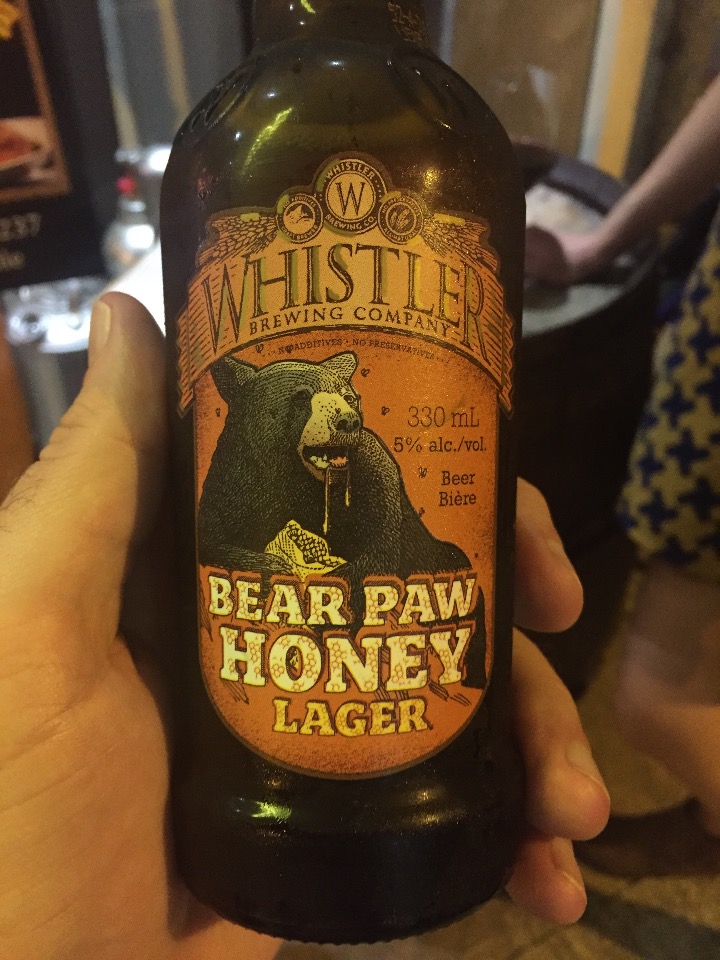 WHISTLER
W
BREWING CO.
WHISTLER
BREWING COMPANY
NO ADDITIVES • NO PRESERVATIVES
330 mL
5% alc./vol.
Beer
Bière
BEAR PAW
HONEY
LAGER
237